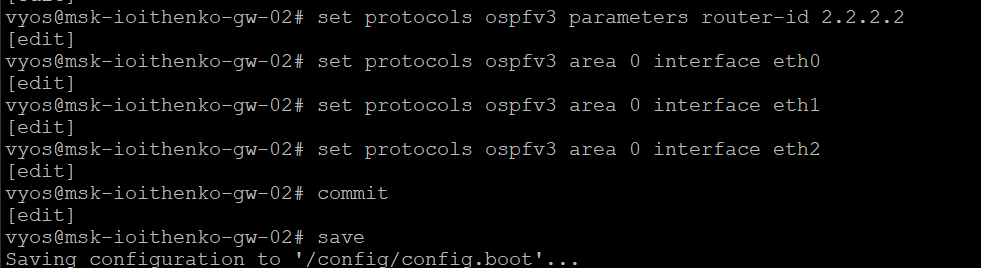 [edit]
vyos@msk-ioithenko-gw-02# set protocols ospfv3 parameters router-id 2.2.2.2
[edit]
vyos@msk-ioithenko-gw-02# set protocols ospfv3 area 0 interface eth0
[edit]
vyos@msk-ioithenko-gw-02# set protocols ospfv3 area 0 interface eth1
[edit]
vyos@msk-ioithenko-gw-02# set protocols ospfv3 area 0 interface eth2
[edit]
vyos@msk-ioithenko-gw-02# commit
[edit]
vyos@msk-ioithenko-gw-02# save
Saving configuration to '/config/config.boot'...